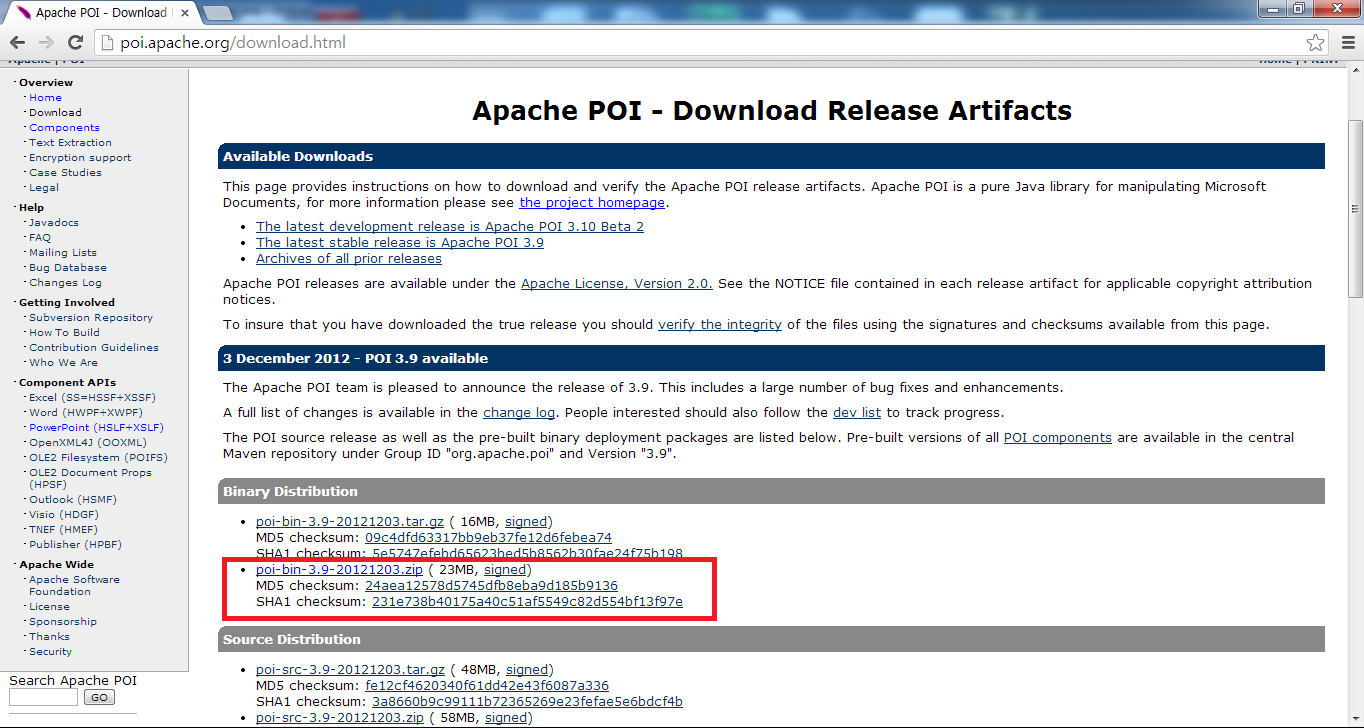 Apache POI - Download
poi.apache.org/download.html
Apache | POI
Home | PRINT
Overview
Home
Download
Components
Text Extraction
Encryption support
Case Studies
Legal
Help
Javadocs
FAQ
Mailing Lists
Bug Database
Changes Log
Getting Involved
Subversion Repository
How To Build
Contribution Guidelines
Who We Are
Component APIs
Excel (SS=HSSF+XSSF)
Word (HWPF+XWPF)
PowerPoint (HSLF+XSLF)
OpenXML4J (OOXML)
OLE2 Filesystem (POIFS)
OLE2 Document Props
(HPSF)
Outlook (HSMF)
Visio (HDGF)
TNEF (HMEF)
Publisher (HPBF)
Apache Wide
Apache Software
Foundation
License
Sponsorship
Thanks
Security
Search Apache POI
GO
Apache POI - Download Release Artifacts
Available Downloads
This page provides instructions on how to download and verify the Apache POI release artifacts. Apache POI is a pure Java library for manipulating Microsoft
Documents, for more information please see the project homepage.
• The latest development release is Apache POI 3.10 Beta 2
• The latest stable release is Apache POI 3.9
• Archives of all prior releases
Apache POI releases are available under the Apache License, Version 2.0. See the NOTICE file contained in each release artifact for applicable copyright attribution
notices.
To insure that you have downloaded the true release you should verify the integrity of the files using the signatures and checksums available from this page.
3 December 2012 - POI 3.9 available
The Apache POI team is pleased to announce the release of 3.9. This includes a large number of bug fixes and enhancements.
A full list of changes is available in the change log. People interested should also follow the dev list to track progress.
The POI source release as well as the pre-built binary deployment packages are listed below. Pre-built versions of all POI components are available in the central
Maven repository under Group ID "org.apache.poi" and Version "3.9".
Binary Distribution
• poi-bin-3.9-20121203.tar.gz ( 16MB, signed)
MD5 checksum: 09c4dfd63317bb9eb37fe12d6febea74
SHA1 checksum: 5e5747efebd65623bed5b8562b30fae24f75b198
• poi-bin-3.9-20121203.zip ( 23MB, signed)
MD5 checksum: 24aea12578d5745dfb8eba9d185b9136
SHA1 checksum: 231e738b40175a40c51af5549c82d554bf13f97e
Source Distribution
• poi-src-3.9-20121203.tar.gz ( 48MB, signed)
MD5 checksum: fe12cf4620340f61dd42e43f6087a336
SHA1 checksum: 3a8660b9c99111b72365269e23fefae5e6bdcf4b
• poi-src-3.9-20121203.zip ( 58MB, signed)